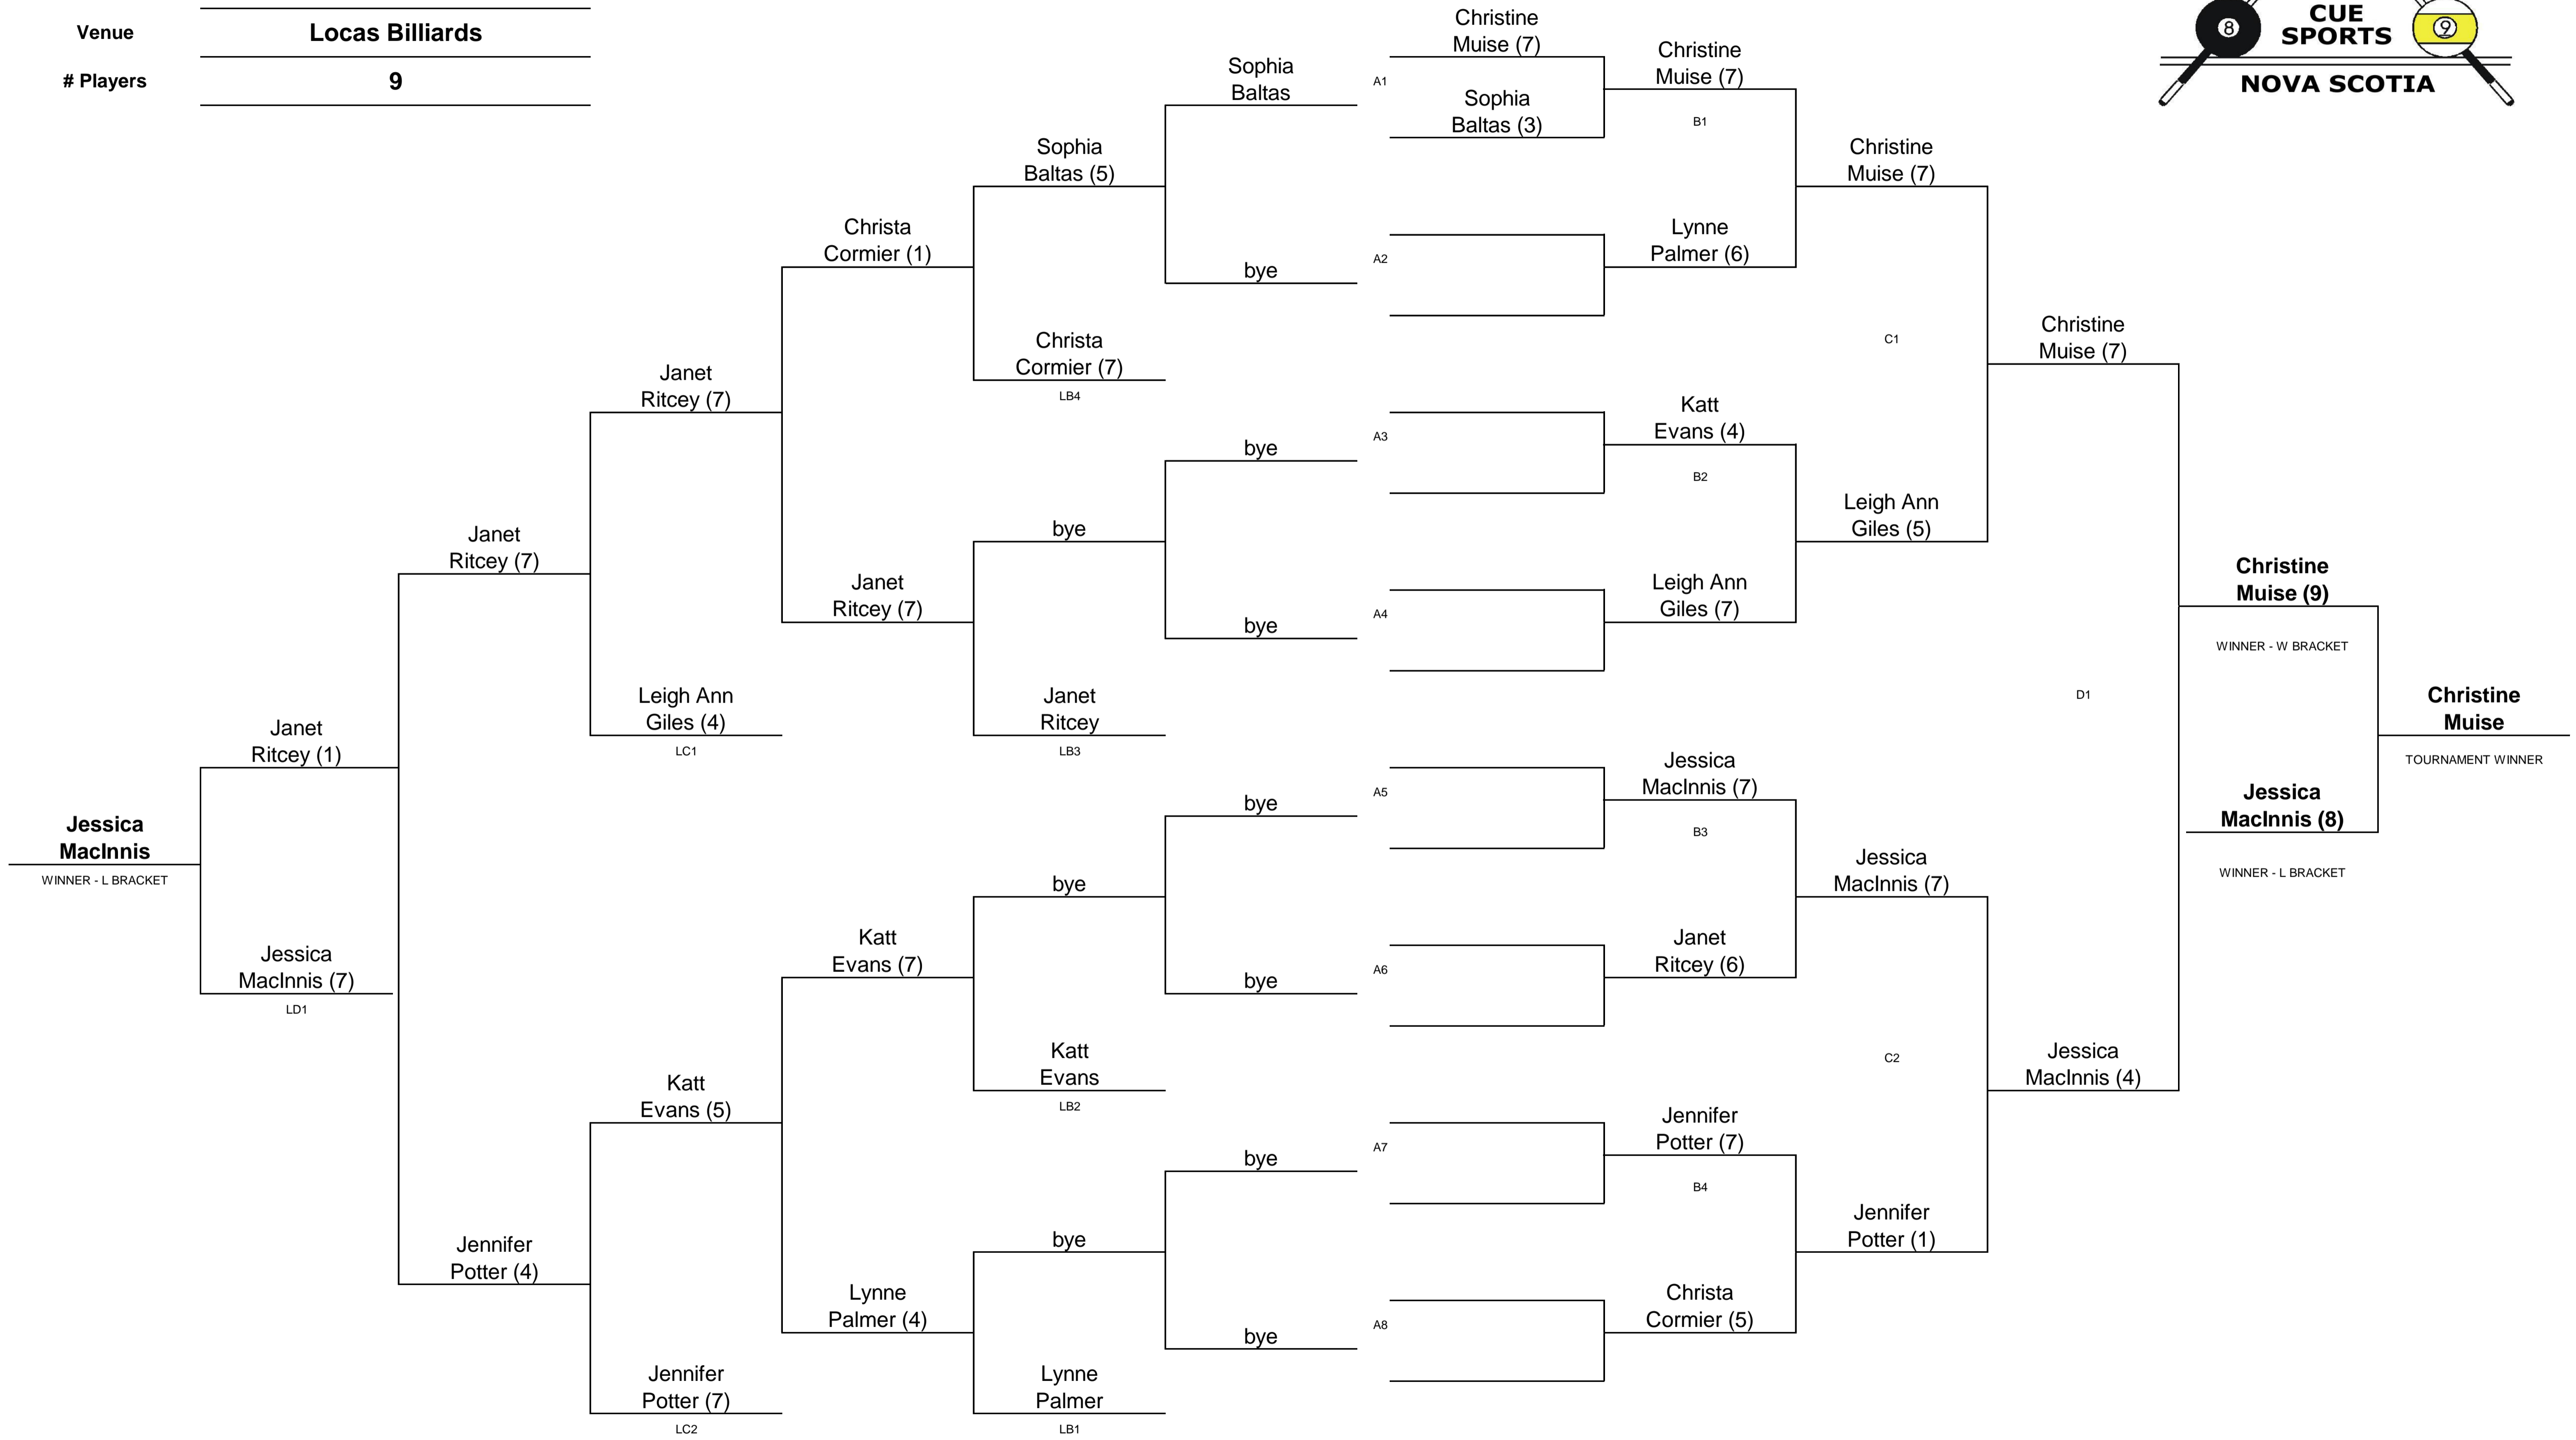 Venue
Locas Billiards
# Players
9
8
CUE
SPORTS
9
NOVA SCOTIA
Jessica
MacInnis
WINNER - L BRACKET
Janet
Ritcey (1)
Jessica
MacInnis (7)
LD1
Janet
Ritcey (7)
Jennifer
Potter (4)
Janet
Ritcey (7)
Leigh Ann
Giles (4)
LC1
Katt
Evans (5)
Jennifer
Potter (7)
LC2
Christa
Cormier (1)
Janet
Ritcey (7)
Katt
Evans (7)
Lynne
Palmer (4)
Sophia
Baltas (5)
Christa
Cormier (7)
LB4
bye
Janet
Ritcey
LB3
bye
Katt
Evans
LB2
bye
Lynne
Palmer
LB1
Sophia
Baltas
bye
bye
bye
bye
bye
bye
bye
A1
A2
A3
A4
A5
A6
A7
A8
Christine
Muise (7)
Sophia
Baltas (3)
Christine
Muise (7)
B1
Lynne
Palmer (6)
Katt
Evans (4)
B2
Leigh Ann
Giles (7)
Jessica
MacInnis (7)
B3
Janet
Ritcey (6)
Jennifer
Potter (7)
B4
Christa
Cormier (5)
Christine
Muise (7)
C1
Leigh Ann
Giles (5)
Jessica
MacInnis (7)
C2
Jennifer
Potter (1)
Christine
Muise (7)
D1
Jessica
MacInnis (4)
Christine
Muise (9)
WINNER - W BRACKET
Jessica
MacInnis (8)
WINNER - L BRACKET
Christine
Muise
TOURNAMENT WINNER